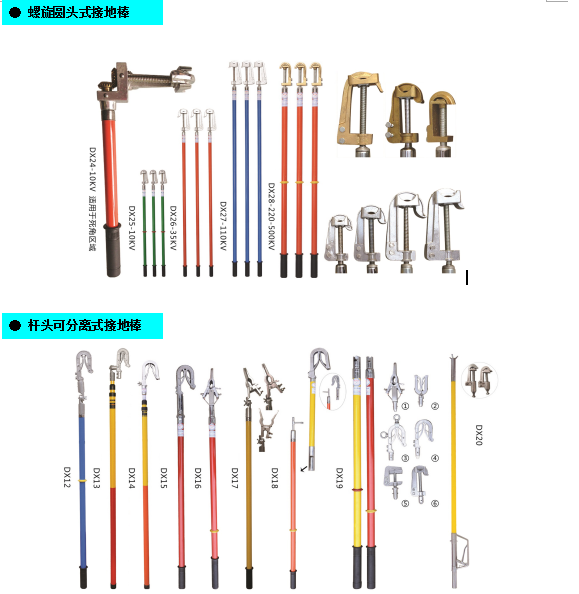 ● 螺旋圆头式接地棒
DX24-10KV 适用于死角区域
DX25-10KV
DX26-35KV
DX27-110KV
DX28-220-500KV
● 杆头可分离式接地棒
DX12
DX13
DX14
DX15
DX16
DX17
DX18
DX19
① ②
③ ④
⑤ ⑥
DX20